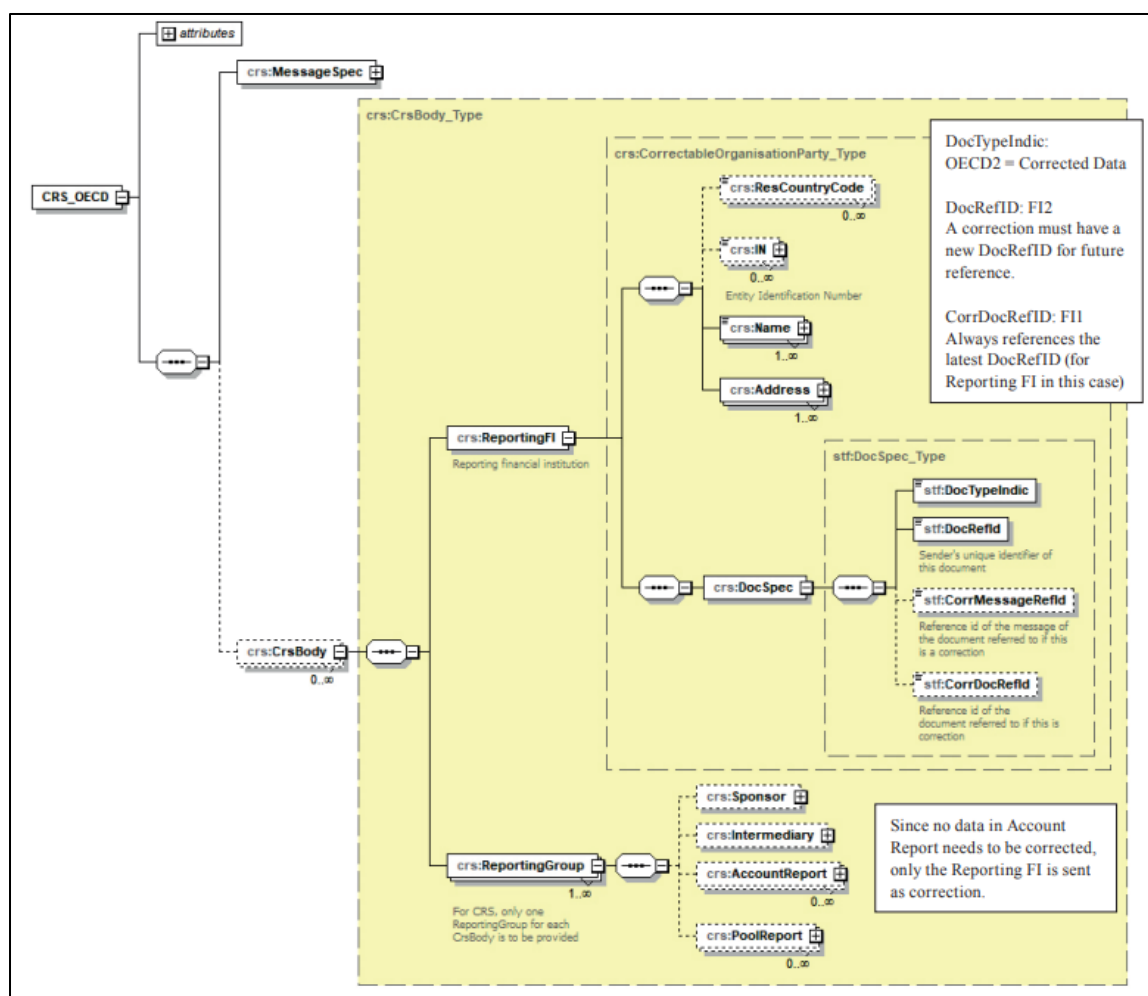 attributes
crs:MessageSpec
crs:CrsBody_Type
crs:CorrectableOrganisationParty_Type
DocTypeIndic:
OECD2 = Corrected Data
DocRefID: FI2
A correction must have a
new DocRefID for future
reference.
CorrDocRefID: FI1
Always references the
latest DocRefID (for
Reporting FI in this case)
crs:ResCountryCode
0..∞
CRS_OECD
crs:IN
0..∞
Entity Identification Number
crs:Name
1..∞
crs:Address
1..∞
crs:ReportingFI
Reporting financial institution
stf:DocSpec_Type
stf:DocTypeIndic
stf:DocRefId
Sender's unique identifier of
this document
crs:DocSpec
stf:CorrMessageRefId
Reference id of the message of
the document referred to if this
is a correction
stf:CorrDocRefId
Reference id of the
document referred to if this is
correction
crs:CrsBody
0..∞
crs:Sponsor
crs:Intermediary
crs:ReportingGroup
1..∞
For CRS, only one
ReportingGroup for each
CrsBody is to be provided
crs:AccountReport
0..∞
crs:PoolReport
0..∞
Since no data in Account
Report needs to be corrected,
only the Reporting FI is sent
as correction.